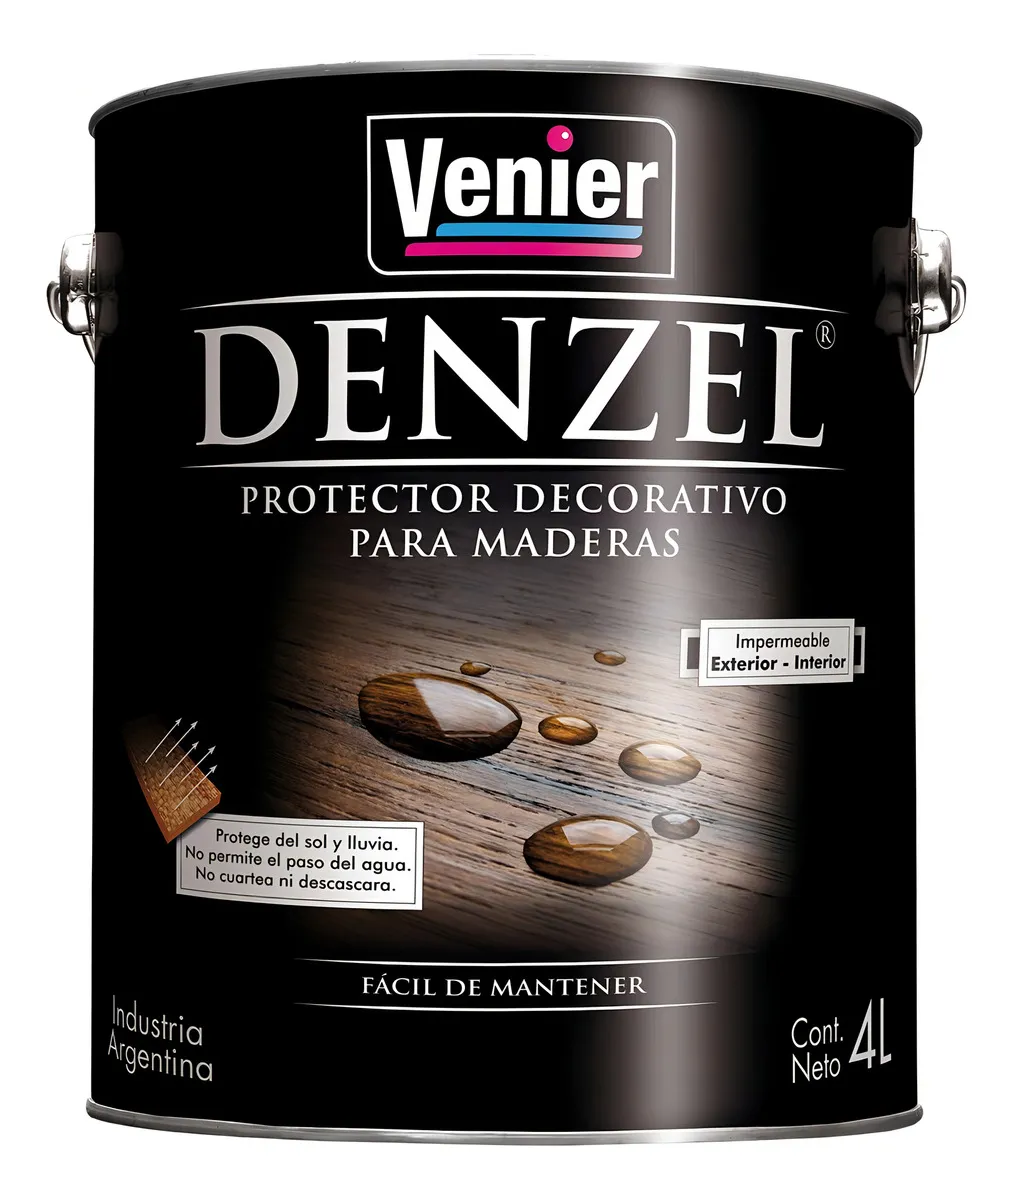 Venier
DENZEL®
PROTECTOR DECORATIVO
PARA MADERAS
Impermeable
Exterior - Interior
Protege del sol y lluvia.
No permite el paso del agua.
No cuartea ni descascara.
FÁCIL DE MANTENER
Industria
Argentina
Cont.
Neto 4L